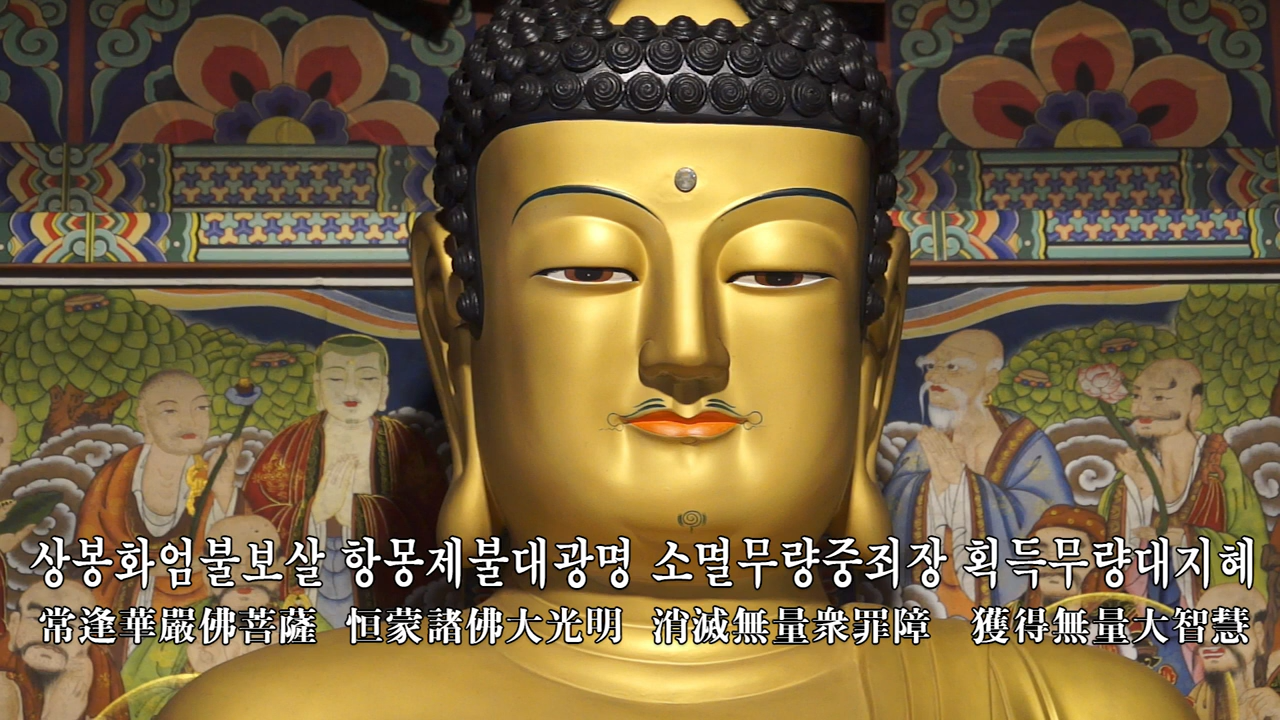 상봉화엄불보살 항몽제불대광명 소멸무량중죄장 획득무량대지혜
常逢華嚴佛菩薩 恒蒙諸佛大光明 消滅無量衆罪障 獲得無量大智慧